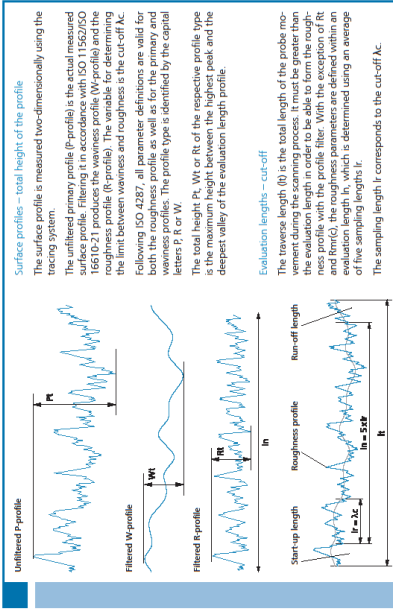 Surface profiles – total height of the profile
The surface profile is measured two-dimensionally using the
tracing system.
The unfiltered primary profile (P-profile) is the actual measured
surface profile. Filtering it in accordance with ISO 11562/ISO
16610-21 produces the waviness profile (W-profile) and the
roughness profile (R-profile). The variable for determining
the limit between waviness and roughness is the cut-off λc.
Following ISO 4287, all parameter definitions are valid for
both the roughness profile as well as for the primary and
waviness profiles. The profile type is identified by the capital
letters P, R or W.
The total height Pt, Wt or Rt of the respective profile type
is the maximum height between the highest peak and the
deepest valley of the evaluation length profile.
Evaluation lengths – cut-off
The traverse length (lt) is the total length of the probe mo-
vement during the scanning process. It must be greater than
the evaluation length in order to be able to form the rough-
ness profile with the profile filter. With the exception of Rt
and Rmr(c), the roughness parameters are defined within an
evaluation length ln, which is determined using an average
of five sampling lengths lr.
The sampling length lr corresponds to the cut-off λc.
Unfiltered P-profile
Pt
Filtered W-profile
Wt
Filtered R-profile
Rt
ln
Start-up length
Roughness profile
Run-off length
lr = λc
ln = 5xlr
lt